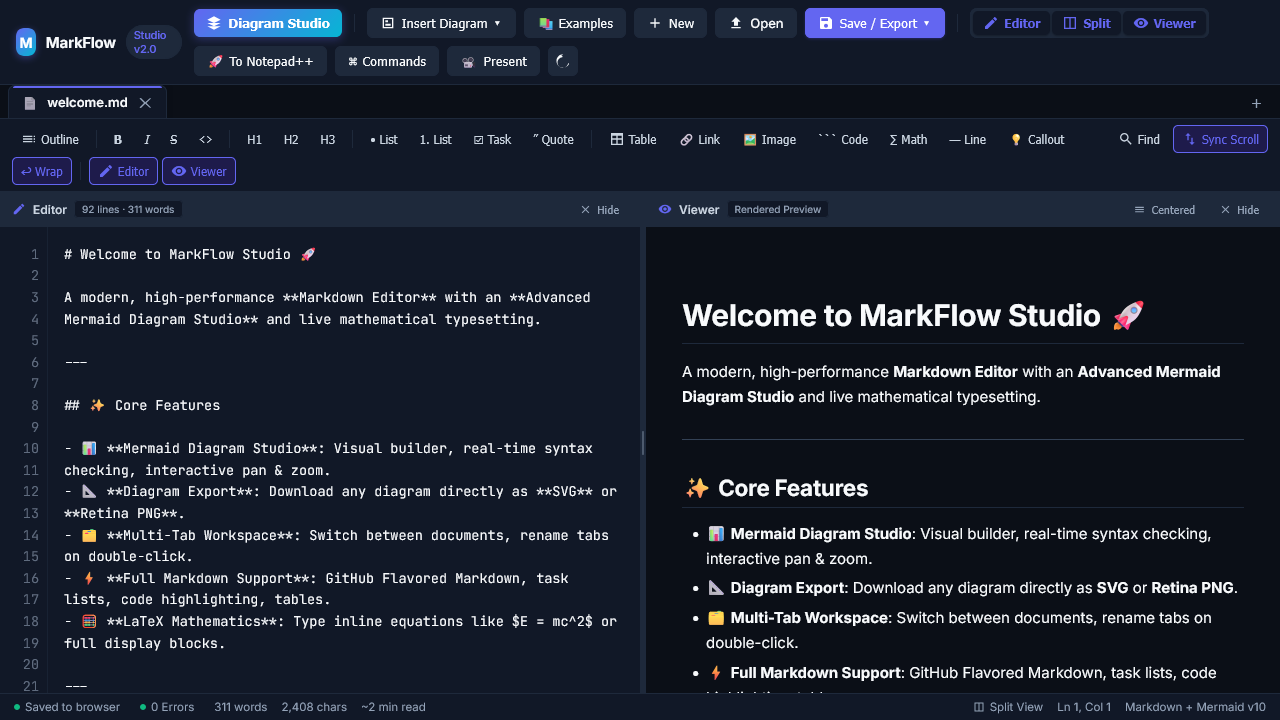 M MarkFlow Studio v2.0 Diagram Studio Insert Diagram ▾ 📚 Examples + New Open Save / Export ▾ Editor Split Viewer
🚀 To Notepad++ ⌘ Commands 📽 Present
welcome.md
Outline B I S <> H1 H2 H3 • List 1. List ☑ Task " Quote Table Link Image ``` Code Σ Math — Line 💡 Callout Find Sync Scroll
↩ Wrap Editor Viewer
Editor 92 lines · 311 words Hide
1 # Welcome to MarkFlow Studio 🚀
2
3 A modern, high-performance **Markdown Editor** with an **Advanced
4 Mermaid Diagram Studio** and live mathematical typesetting.
5
6 ---
7
8 ## ✨ Core Features
9
10 - 📊 **Mermaid Diagram Studio**: Visual builder, real-time syntax
11 checking, interactive pan & zoom.
12 - 📐 **Diagram Export**: Download any diagram directly as **SVG** or
13 **Retina PNG**.
14 - 🗂️ **Multi-Tab Workspace**: Switch between documents, rename tabs
15 on double-click.
16 - ⚡ **Full Markdown Support**: GitHub Flavored Markdown, task
17 lists, code highlighting, tables.
18 - 🧮 **LaTeX Mathematics**: Type inline equations like $E = mc^2$ or
19 full display blocks.
20
21 ---
Viewer Rendered Preview Centered Hide
Welcome to MarkFlow Studio 🚀
A modern, high-performance Markdown Editor with an Advanced Mermaid
Diagram Studio and live mathematical typesetting.
✨ Core Features
• 📊 Mermaid Diagram Studio: Visual builder, real-time syntax checking,
interactive pan & zoom.
• 📐 Diagram Export: Download any diagram directly as SVG or Retina PNG.
• 🗂️ Multi-Tab Workspace: Switch between documents, rename tabs on
double-click.
• ⚡ Full Markdown Support: GitHub Flavored Markdown, task lists, code
Saved to browser 0 Errors 311 words 2,408 chars ~2 min read Split View Ln 1, Col 1 Markdown + Mermaid v10